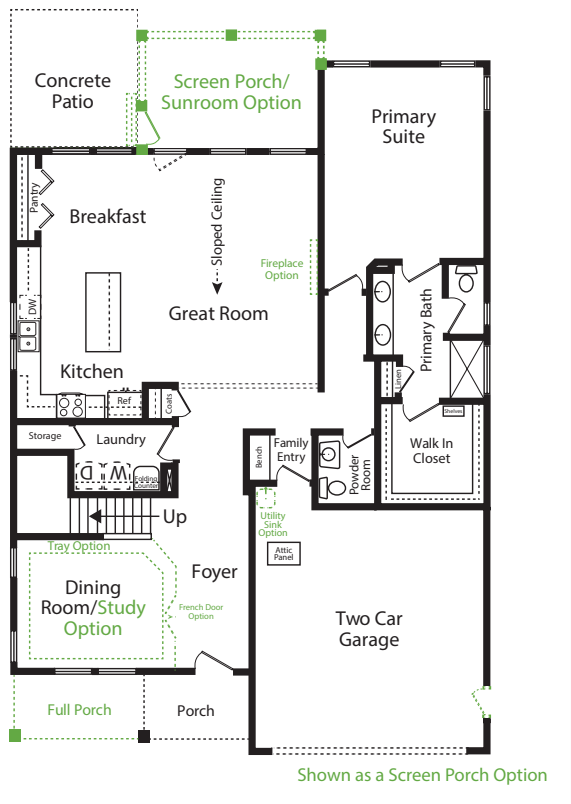 Concrete
Patio
Screen Porch/
Sunroom Option
Primary
Suite
Pantry
Breakfast
Sloped Ceiling
Fireplace
Option
Great Room
DW
Kitchen
Ref
Coats
Primary Bath
Linen
Shelves
Walk In
Closet
Storage
Laundry
D
W
Folding
Counter
Bench
Family
Entry
Powder
Room
Up
Utility
Sink
Option
Attic
Panel
Tray Option
Foyer
Dining
Room/Study
Option
French Door
Option
Two Car
Garage
Full Porch
Porch
Shown as a Screen Porch Option